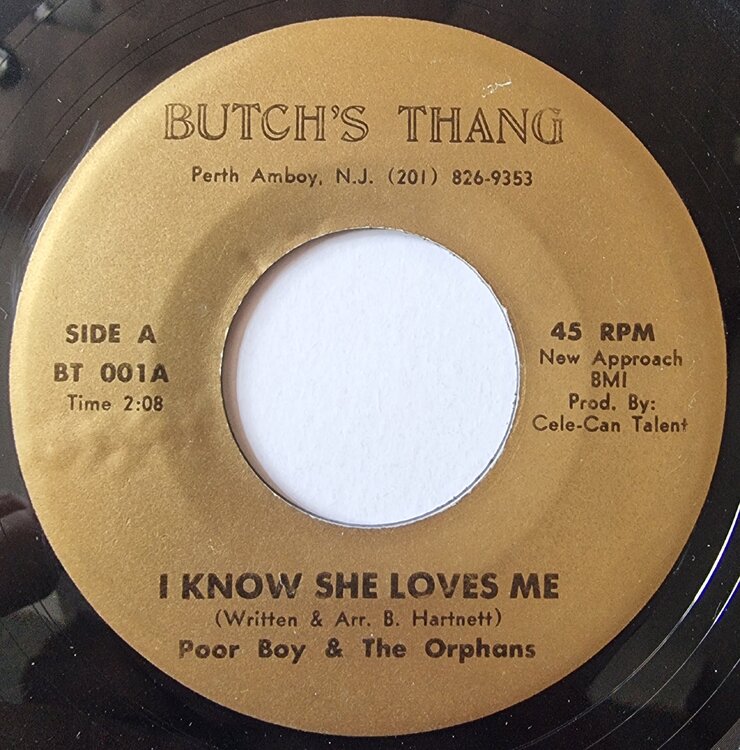 BUTCH'S THANG
Perth Amboy, N.J. (201) 826-9353
SIDE A
BT 001A
Time 2:08
45 RPM
New Approach
BMI
Prod. By:
Cele-Can Talent
I KNOW SHE LOVES ME
(Written & Arr. B. Hartnett)
Poor Boy & The Orphans